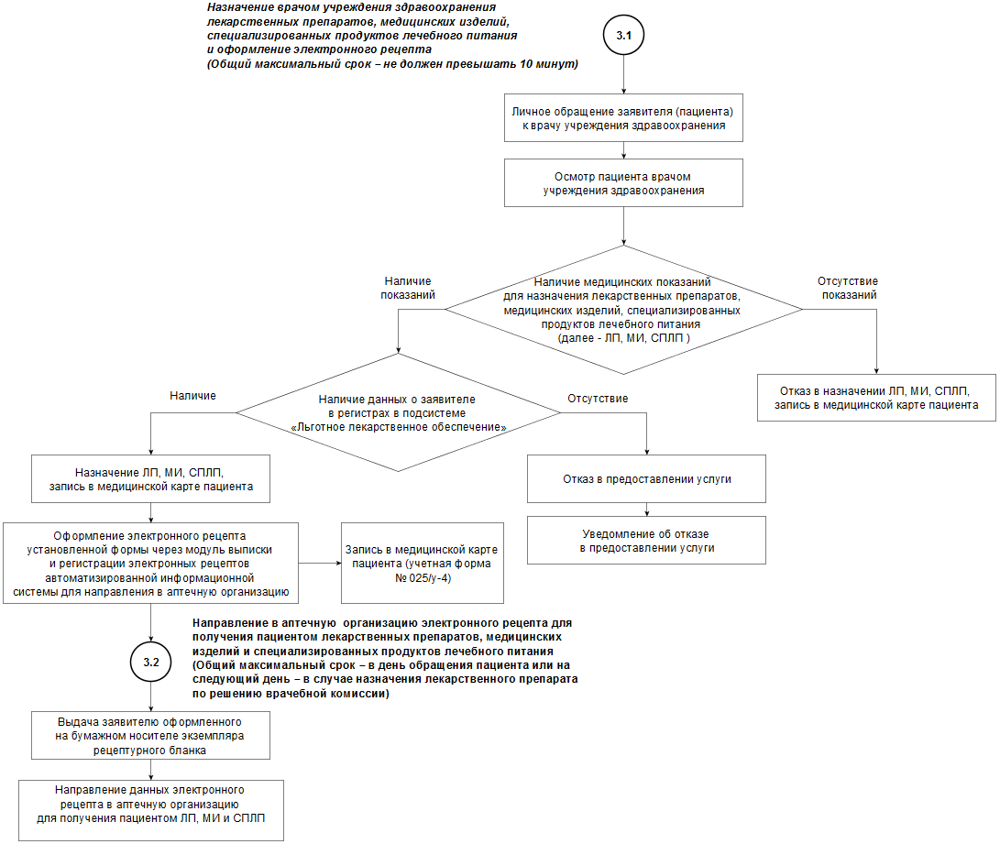 Назначение врачом учреждения здравоохранения
лекарственных препаратов, медицинских изделий,
специализированных продуктов лечебного питания
и оформление электронного рецепта
(Общий максимальный срок – не должен превышать 10 минут)
3.1
Личное обращение заявителя (пациента)
к врачу учреждения здравоохранения
Осмотр пациента врачом
учреждения здравоохранения
Наличие медицинских показаний
для назначения лекарственных препаратов,
медицинских изделий, специализированных
продуктов лечебного питания
(далее - ЛП, МИ, СПЛП )
Наличие
показаний
Отсутствие
показаний
Отказ в назначении ЛП, МИ, СПЛП,
запись в медицинской карте пациента
Наличие данных о заявителе
в регистрах в подсистеме
«Льготное лекарственное обеспечение»
Наличие
Отсутствие
Назначение ЛП, МИ, СПЛП,
запись в медицинской карте пациента
Отказ в предоставлении услуги
Уведомление об отказе
в предоставлении услуги
Оформление электронного рецепта
установленной формы через модуль выписки
и регистрации электронных рецептов
автоматизированной информационной
системы для направления в аптечную организацию
Запись в медицинской карте
пациента (учетная форма
№ 025/у-4)
3.2
Направление в аптечную организацию электронного рецепта для
получения пациентом лекарственных препаратов, медицинских
изделий и специализированных продуктов лечебного питания
(Общий максимальный срок – в день обращения пациента или на
следующий день – в случае назначения лекарственного препарата
по решению врачебной комиссии)
Выдача заявителю оформленного
на бумажном носителе экземпляра
рецептурного бланка
Направление данных электронного
рецепта в аптечную организацию
для получения пациентом ЛП, МИ и СПЛП